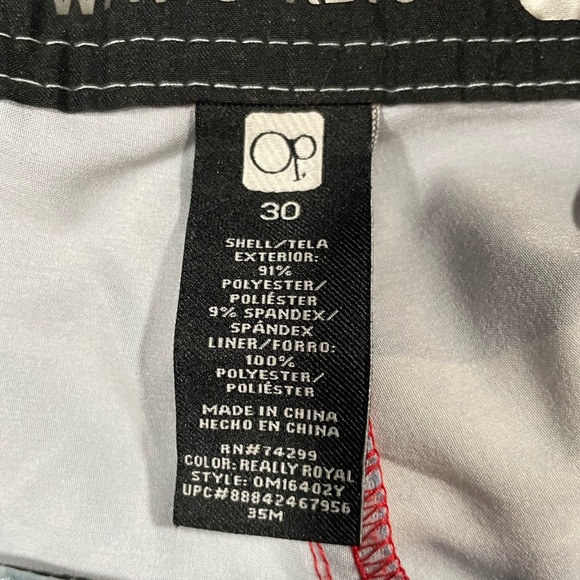 Op
30
SHELL/TELA
EXTERIOR:
91%
POLYESTER/
POLIÉSTER
9% SPANDEX/
SPÁNDEX
LINER/FORRO:
100%
POLYESTER/
POLIÉSTER
MADE IN CHINA
HECHO EN CHINA
RN#74299
COLOR: REALLY ROYAL
STYLE: OM16402Y
UPC#88842467956
35M